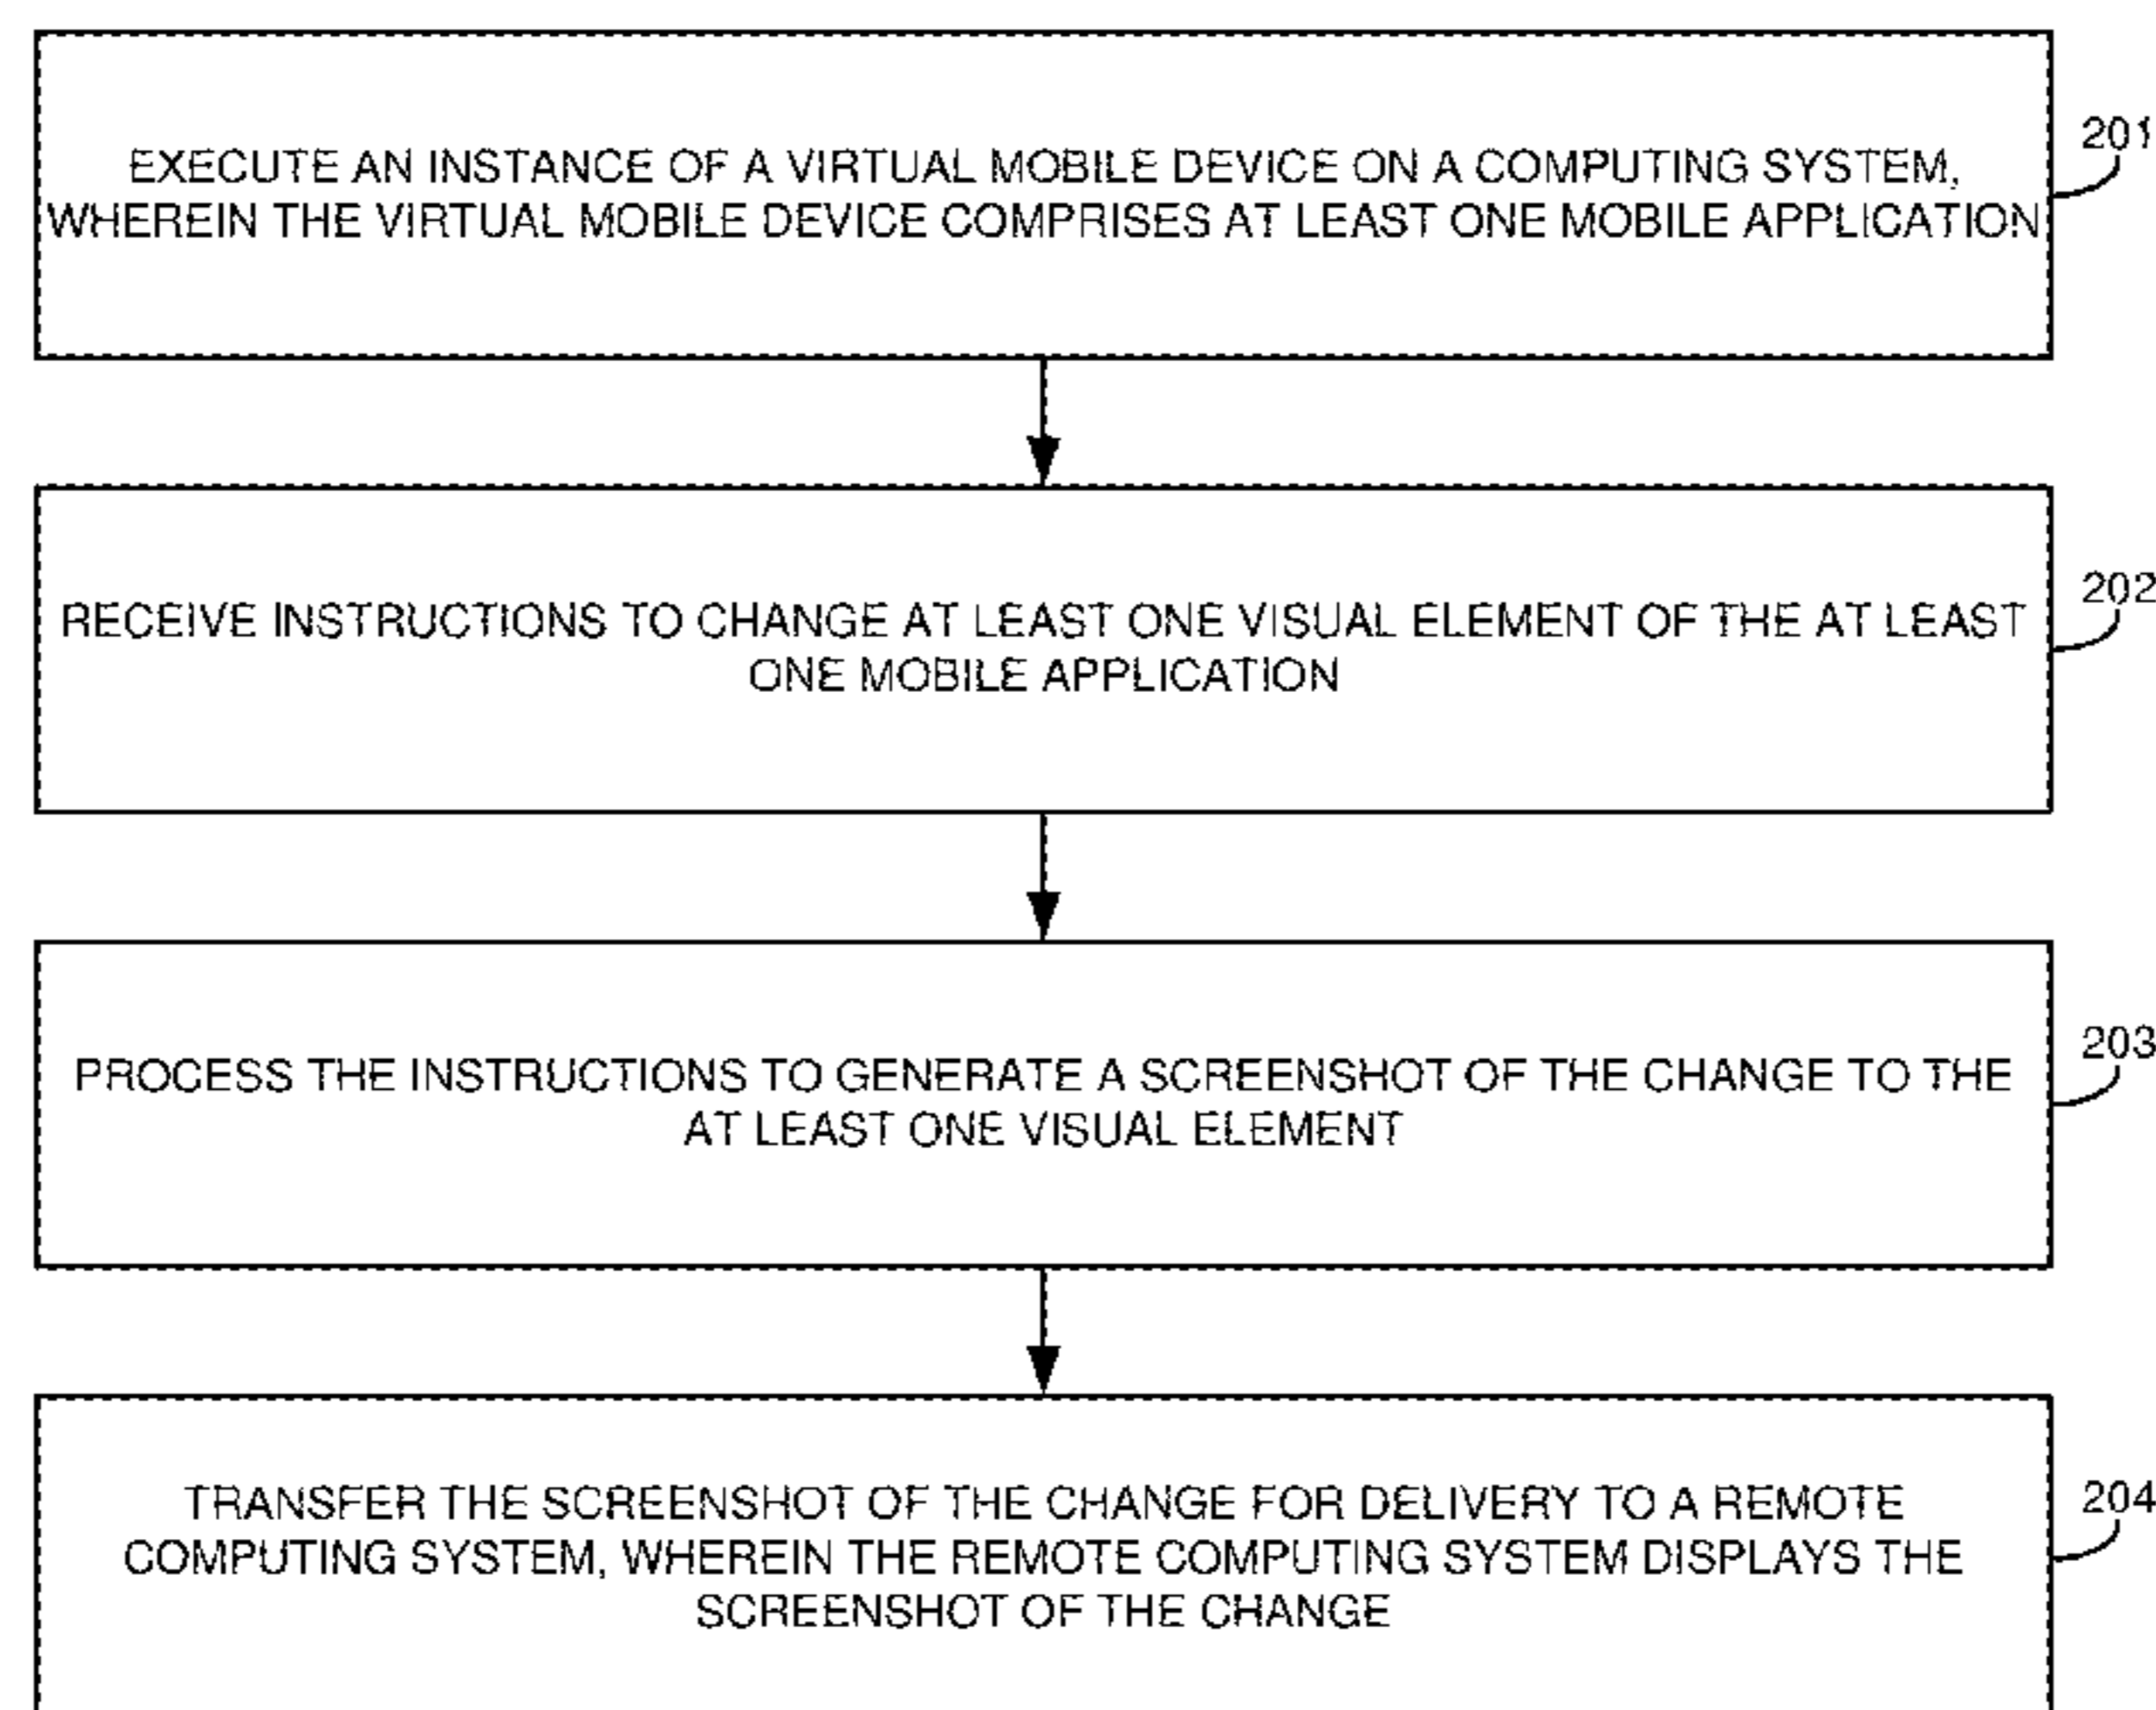 EXECUTE AN INSTANCE OF A VIRTUAL MOBILE DEVICE ON A COMPUTING SYSTEM,
WHEREIN THE VIRTUAL MOBILE DEVICE COMPRISES AT LEAST ONE MOBILE APPLICATION
201
RECEIVE INSTRUCTIONS TO CHANGE AT LEAST ONE VISUAL ELEMENT OF THE AT LEAST
ONE MOBILE APPLICATION
202
PROCESS THE INSTRUCTIONS TO GENERATE A SCREENSHOT OF THE CHANGE TO THE
AT LEAST ONE VISUAL ELEMENT
203
TRANSFER THE SCREENSHOT OF THE CHANGE FOR DELIVERY TO A REMOTE
COMPUTING SYSTEM, WHEREIN THE REMOTE COMPUTING SYSTEM DISPLAYS THE
SCREENSHOT OF THE CHANGE
204